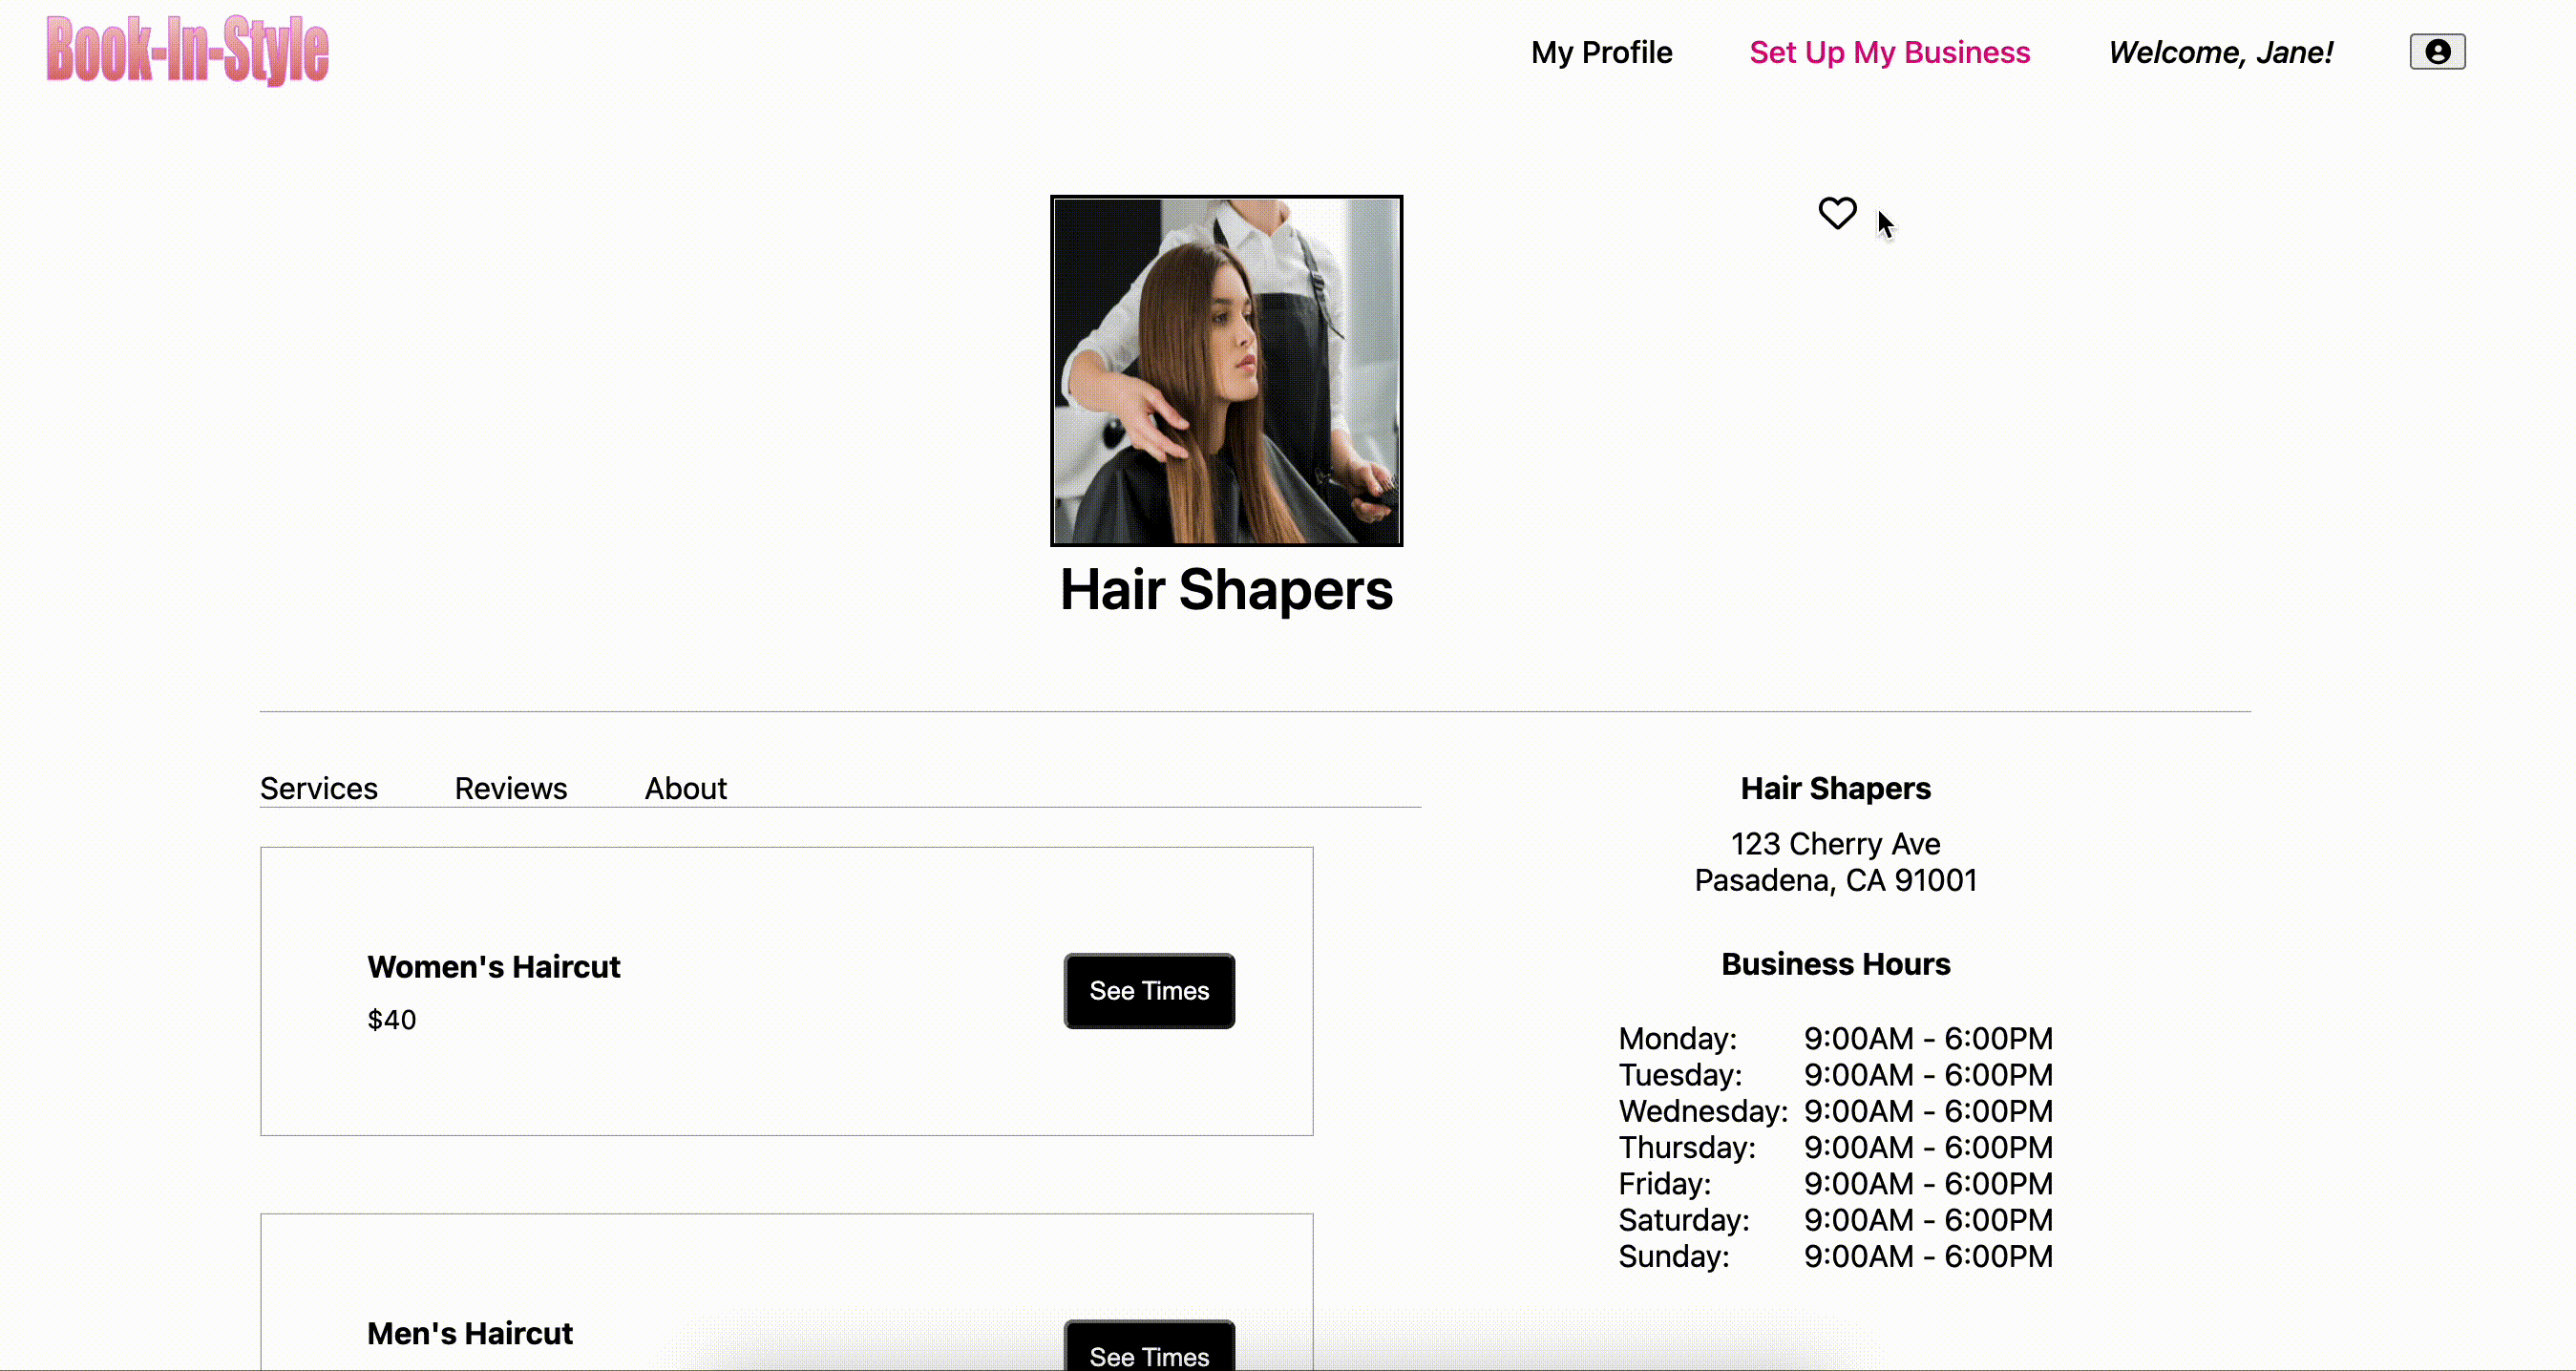 Book-In-Style
My Profile
Set Up My Business
Welcome, Jane!
Hair Shapers
Services
Reviews
About
Women's Haircut
$40
See Times
Men's Haircut
See Times
Hair Shapers
123 Cherry Ave
Pasadena, CA 91001
Business Hours
Monday: 9:00AM - 6:00PM
Tuesday: 9:00AM - 6:00PM
Wednesday: 9:00AM - 6:00PM
Thursday: 9:00AM - 6:00PM
Friday: 9:00AM - 6:00PM
Saturday: 9:00AM - 6:00PM
Sunday: 9:00AM - 6:00PM